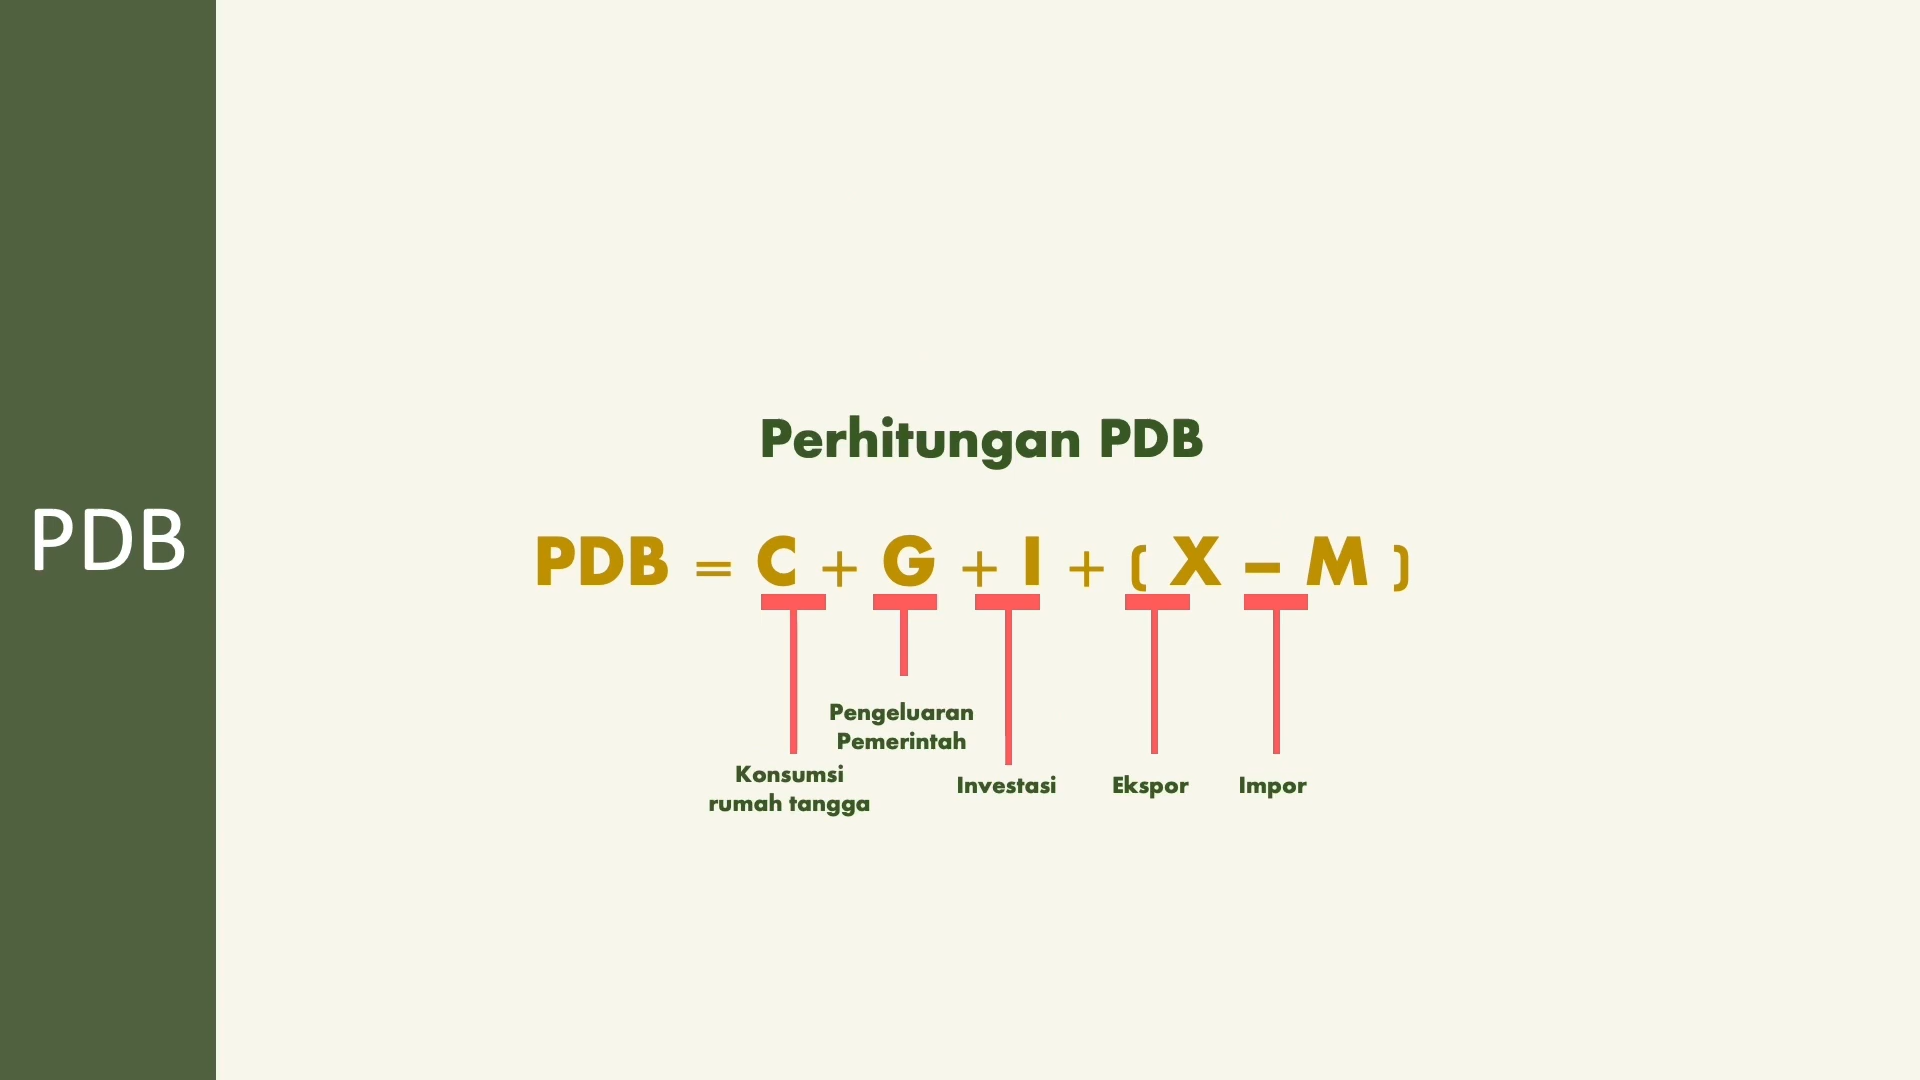 PDB
Perhitungan PDB
PDB = C + G + I + ( X – M )
Pengeluaran
Pemerintah
Konsumsi
rumah tangga
Investasi
Ekspor
Impor